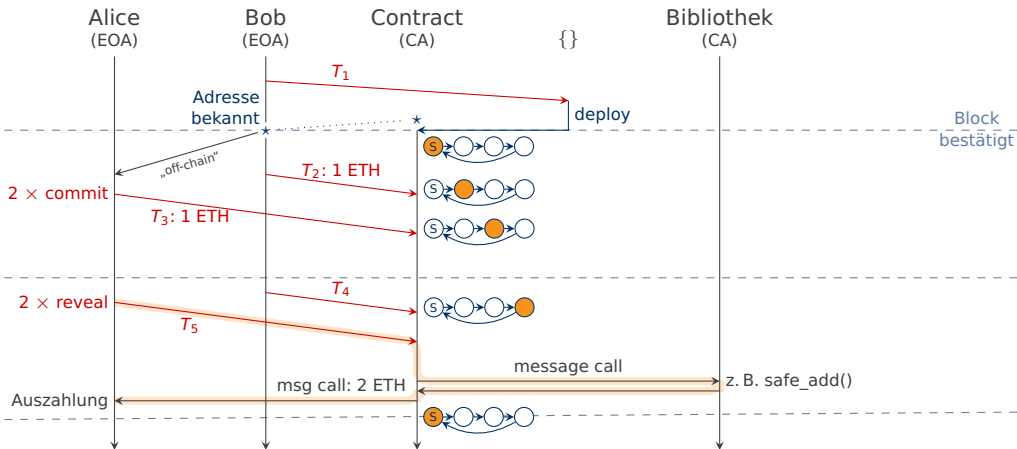 Alice
(EOA)
Bob
(EOA)
Contract
(CA)
{}
Bibliothek
(CA)
T1
Adresse
bekannt
deploy
Block
bestätigt
S
„off-chain“
T2: 1 ETH
2 × commit
S
T3: 1 ETH
S
2 × reveal
T4
S
T5
message call
msg call: 2 ETH
z. B. safe_add()
Auszahlung
S